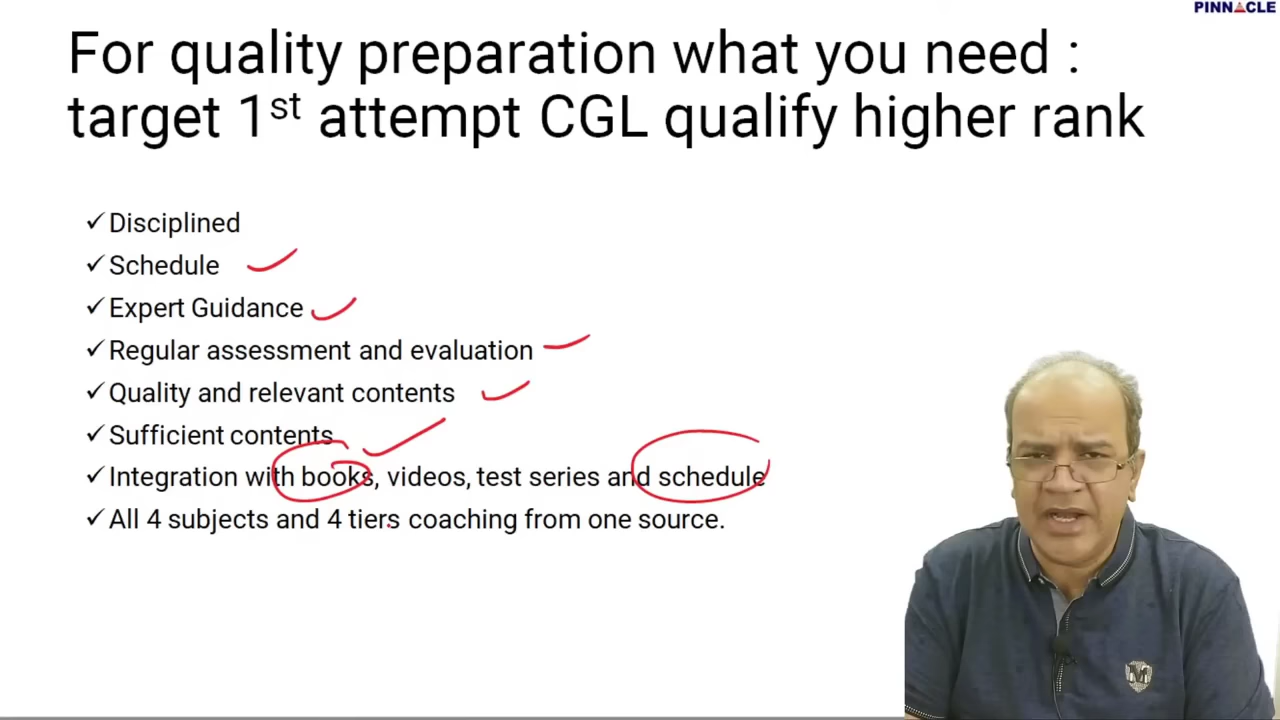 PINNACLE
For quality preparation what you need :
target 1st attempt CGL qualify higher rank
✓ Disciplined
✓ Schedule
✓ Expert Guidance
✓ Regular assessment and evaluation
✓ Quality and relevant contents
✓ Sufficient contents
✓ Integration with books, videos, test series and schedule
✓ All 4 subjects and 4 tiers coaching from one source.
M